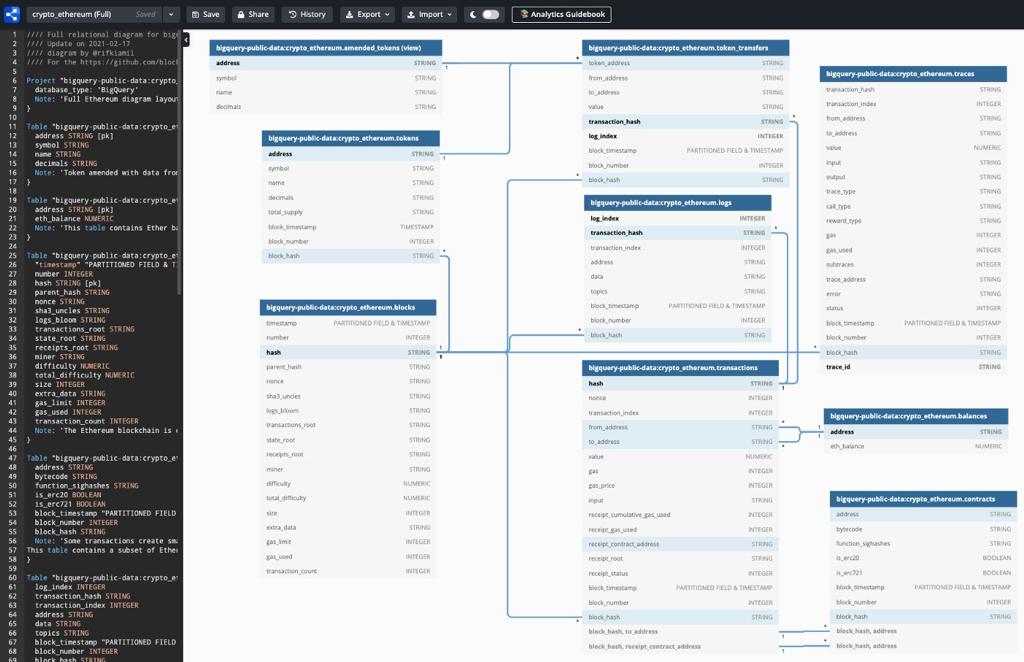 crypto_ethereum (Full) Saved Save Share History Export Import Analytics Guidebook
1 //// Full relational diagram for big
2 //// Update on 2021-02-17
3 //// diagram by @rifkiamil
4 //// For the https://github.com/block
5
6 Project "bigquery-public-data:crypto_
7 database_type: 'BigQuery'
8 Note: 'Full Ethereum diagram layou
9 }
10
11 Table "bigquery-public-data:crypto_et
12 address STRING [pk]
13 symbol STRING
14 name STRING
15 decimals STRING
16 Note: 'Token amended with data fro
17 }
18
19 Table "bigquery-public-data:crypto_et
20 address STRING [pk]
21 eth_balance NUMERIC
22 Note: 'This table contains Ether ba
23 }
24
25 Table "bigquery-public-data:crypto_et
26 "timestamp" "PARTITIONED FIELD & T
27 number INTEGER
28 hash STRING [pk]
29 parent_hash STRING
30 nonce STRING
31 sha3_uncles STRING
32 logs_bloom STRING
33 transactions_root STRING
34 state_root STRING
35 receipts_root STRING
36 miner STRING
37 difficulty NUMERIC
38 total_difficulty NUMERIC
39 size INTEGER
40 extra_data STRING
41 gas_limit INTEGER
42 gas_used INTEGER
43 transaction_count INTEGER
44 Note: 'The Ethereum blockchain is
45 }
46
47 Table "bigquery-public-data:crypto_et
48 address STRING
49 bytecode STRING
50 function_sighashes STRING
51 is_erc20 BOOLEAN
52 is_erc721 BOOLEAN
53 block_timestamp "PARTITIONED FIELD
54 block_number INTEGER
55 block_hash STRING
56 Note: 'Some transactions create sma
57 This table contains a subset of Ether
58 }
59
60 Table "bigquery-public-data:crypto_et
61 log_index INTEGER
62 transaction_hash STRING
63 transaction_index INTEGER
64 address STRING
65 data STRING
66 topics STRING
67 block_timestamp "PARTITIONED FIELD
68 block_number INTEGER
69 block_hash STRING
bigquery-public-data:crypto_ethereum.amended_tokens (view)
address STRING
symbol STRING
name STRING
decimals STRING
bigquery-public-data:crypto_ethereum.tokens
address STRING
symbol STRING
name STRING
decimals STRING
total_supply STRING
block_timestamp TIMESTAMP
block_number INTEGER
block_hash STRING
bigquery-public-data:crypto_ethereum.blocks
timestamp PARTITIONED FIELD & TIMESTAMP
number INTEGER
hash STRING
parent_hash STRING
nonce STRING
sha3_uncles STRING
logs_bloom STRING
transactions_root STRING
state_root STRING
receipts_root STRING
miner STRING
difficulty NUMERIC
total_difficulty NUMERIC
size INTEGER
extra_data STRING
gas_limit INTEGER
gas_used INTEGER
transaction_count INTEGER
bigquery-public-data:crypto_ethereum.token_transfers
token_address STRING
from_address STRING
to_address STRING
value STRING
transaction_hash STRING
log_index INTEGER
block_timestamp PARTITIONED FIELD & TIMESTAMP
block_number INTEGER
block_hash STRING
bigquery-public-data:crypto_ethereum.logs
log_index INTEGER
transaction_hash STRING
transaction_index INTEGER
address STRING
data STRING
topics STRING
block_timestamp PARTITIONED FIELD & TIMESTAMP
block_number INTEGER
block_hash STRING
bigquery-public-data:crypto_ethereum.transactions
hash STRING
nonce INTEGER
transaction_index INTEGER
from_address STRING
to_address STRING
value NUMERIC
gas INTEGER
gas_price INTEGER
input STRING
receipt_cumulative_gas_used INTEGER
receipt_gas_used INTEGER
receipt_contract_address STRING
receipt_root STRING
receipt_status INTEGER
block_timestamp PARTITIONED FIELD & TIMESTAMP
block_number INTEGER
block_hash STRING
block_hash, to_address
block_hash, receipt_contract_address
bigquery-public-data:crypto_ethereum.traces
transaction_hash STRING
transaction_index INTEGER
from_address STRING
to_address STRING
value NUMERIC
input STRING
output STRING
trace_type STRING
call_type STRING
reward_type STRING
gas INTEGER
gas_used INTEGER
subtraces INTEGER
trace_address STRING
error STRING
status INTEGER
block_timestamp PARTITIONED FIELD & TIMESTAMP
block_number INTEGER
block_hash STRING
trace_id STRING
bigquery-public-data:crypto_ethereum.balances
address STRING
eth_balance NUMERIC
bigquery-public-data:crypto_ethereum.contracts
address STRING
bytecode STRING
function_sighashes STRING
is_erc20 BOOLEAN
is_erc721 BOOLEAN
block_timestamp PARTITIONED FIELD & TIMESTAMP
block_number INTEGER
block_hash STRING
block_hash, address
block_hash, address